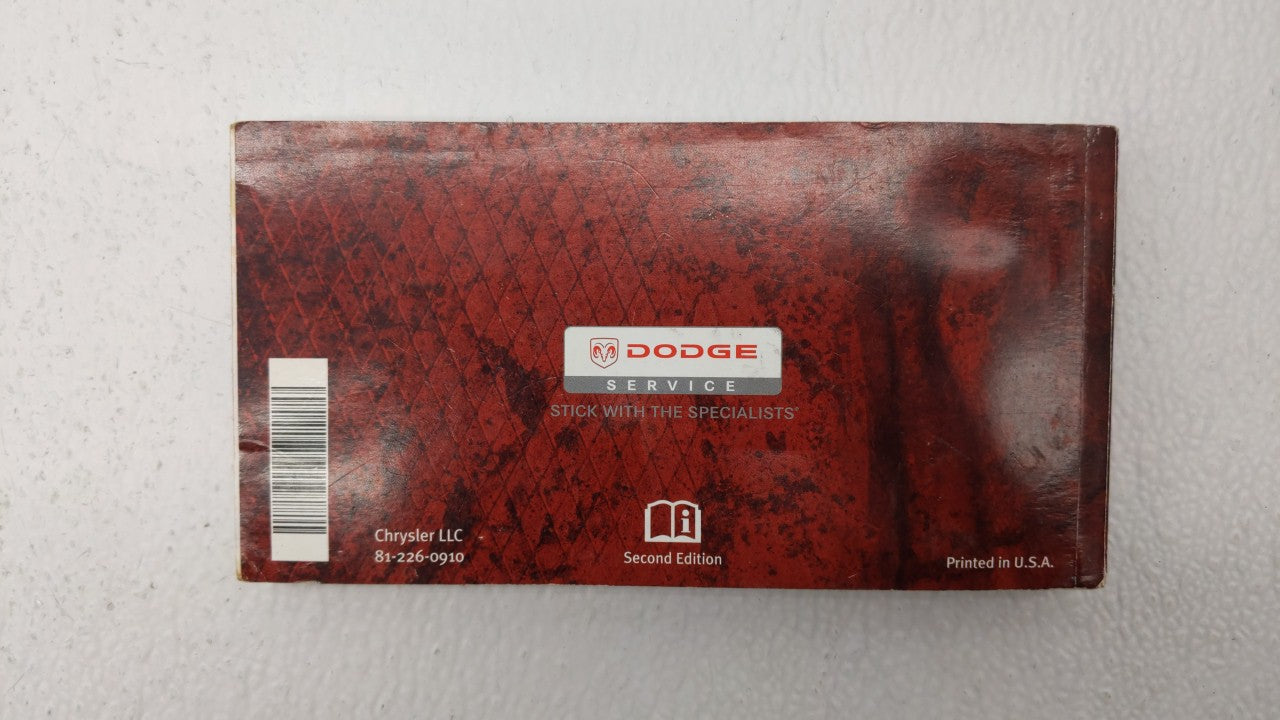 DODGE
SERVICE
STICK WITH THE SPECIALISTS®
i
Chrysler LLC
81-226-0910
Second Edition
Printed in U.S.A.